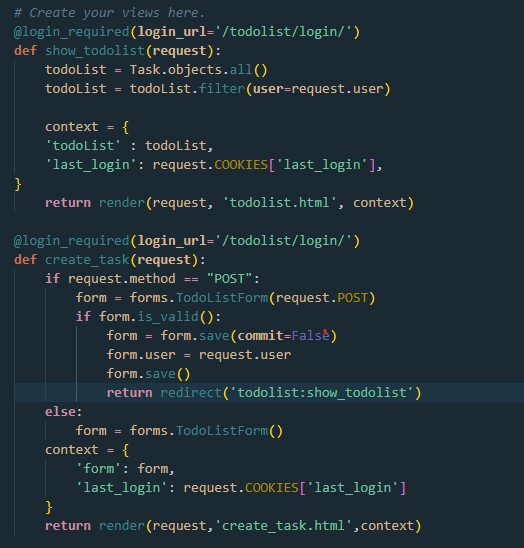 # Create your views here.
@login_required(login_url='/todolist/login/')
def show_todolist(request):
    todoList = Task.objects.all()
    todoList = todoList.filter(user=request.user)

    context = {
    'todoList' : todoList,
    'last_login': request.COOKIES['last_login'],
}
    return render(request, 'todolist.html', context)

@login_required(login_url='/todolist/login/')
def create_task(request):
    if request.method == "POST":
        form = forms.TodoListForm(request.POST)
        if form.is_valid():
            form = form.save(commit=False)
            form.user = request.user
            form.save()
            return redirect('todolist:show_todolist')
    else:
        form = forms.TodoListForm()
    context = {
        'form': form,
        'last_login': request.COOKIES['last_login']
    }
    return render(request,'create_task.html',context)